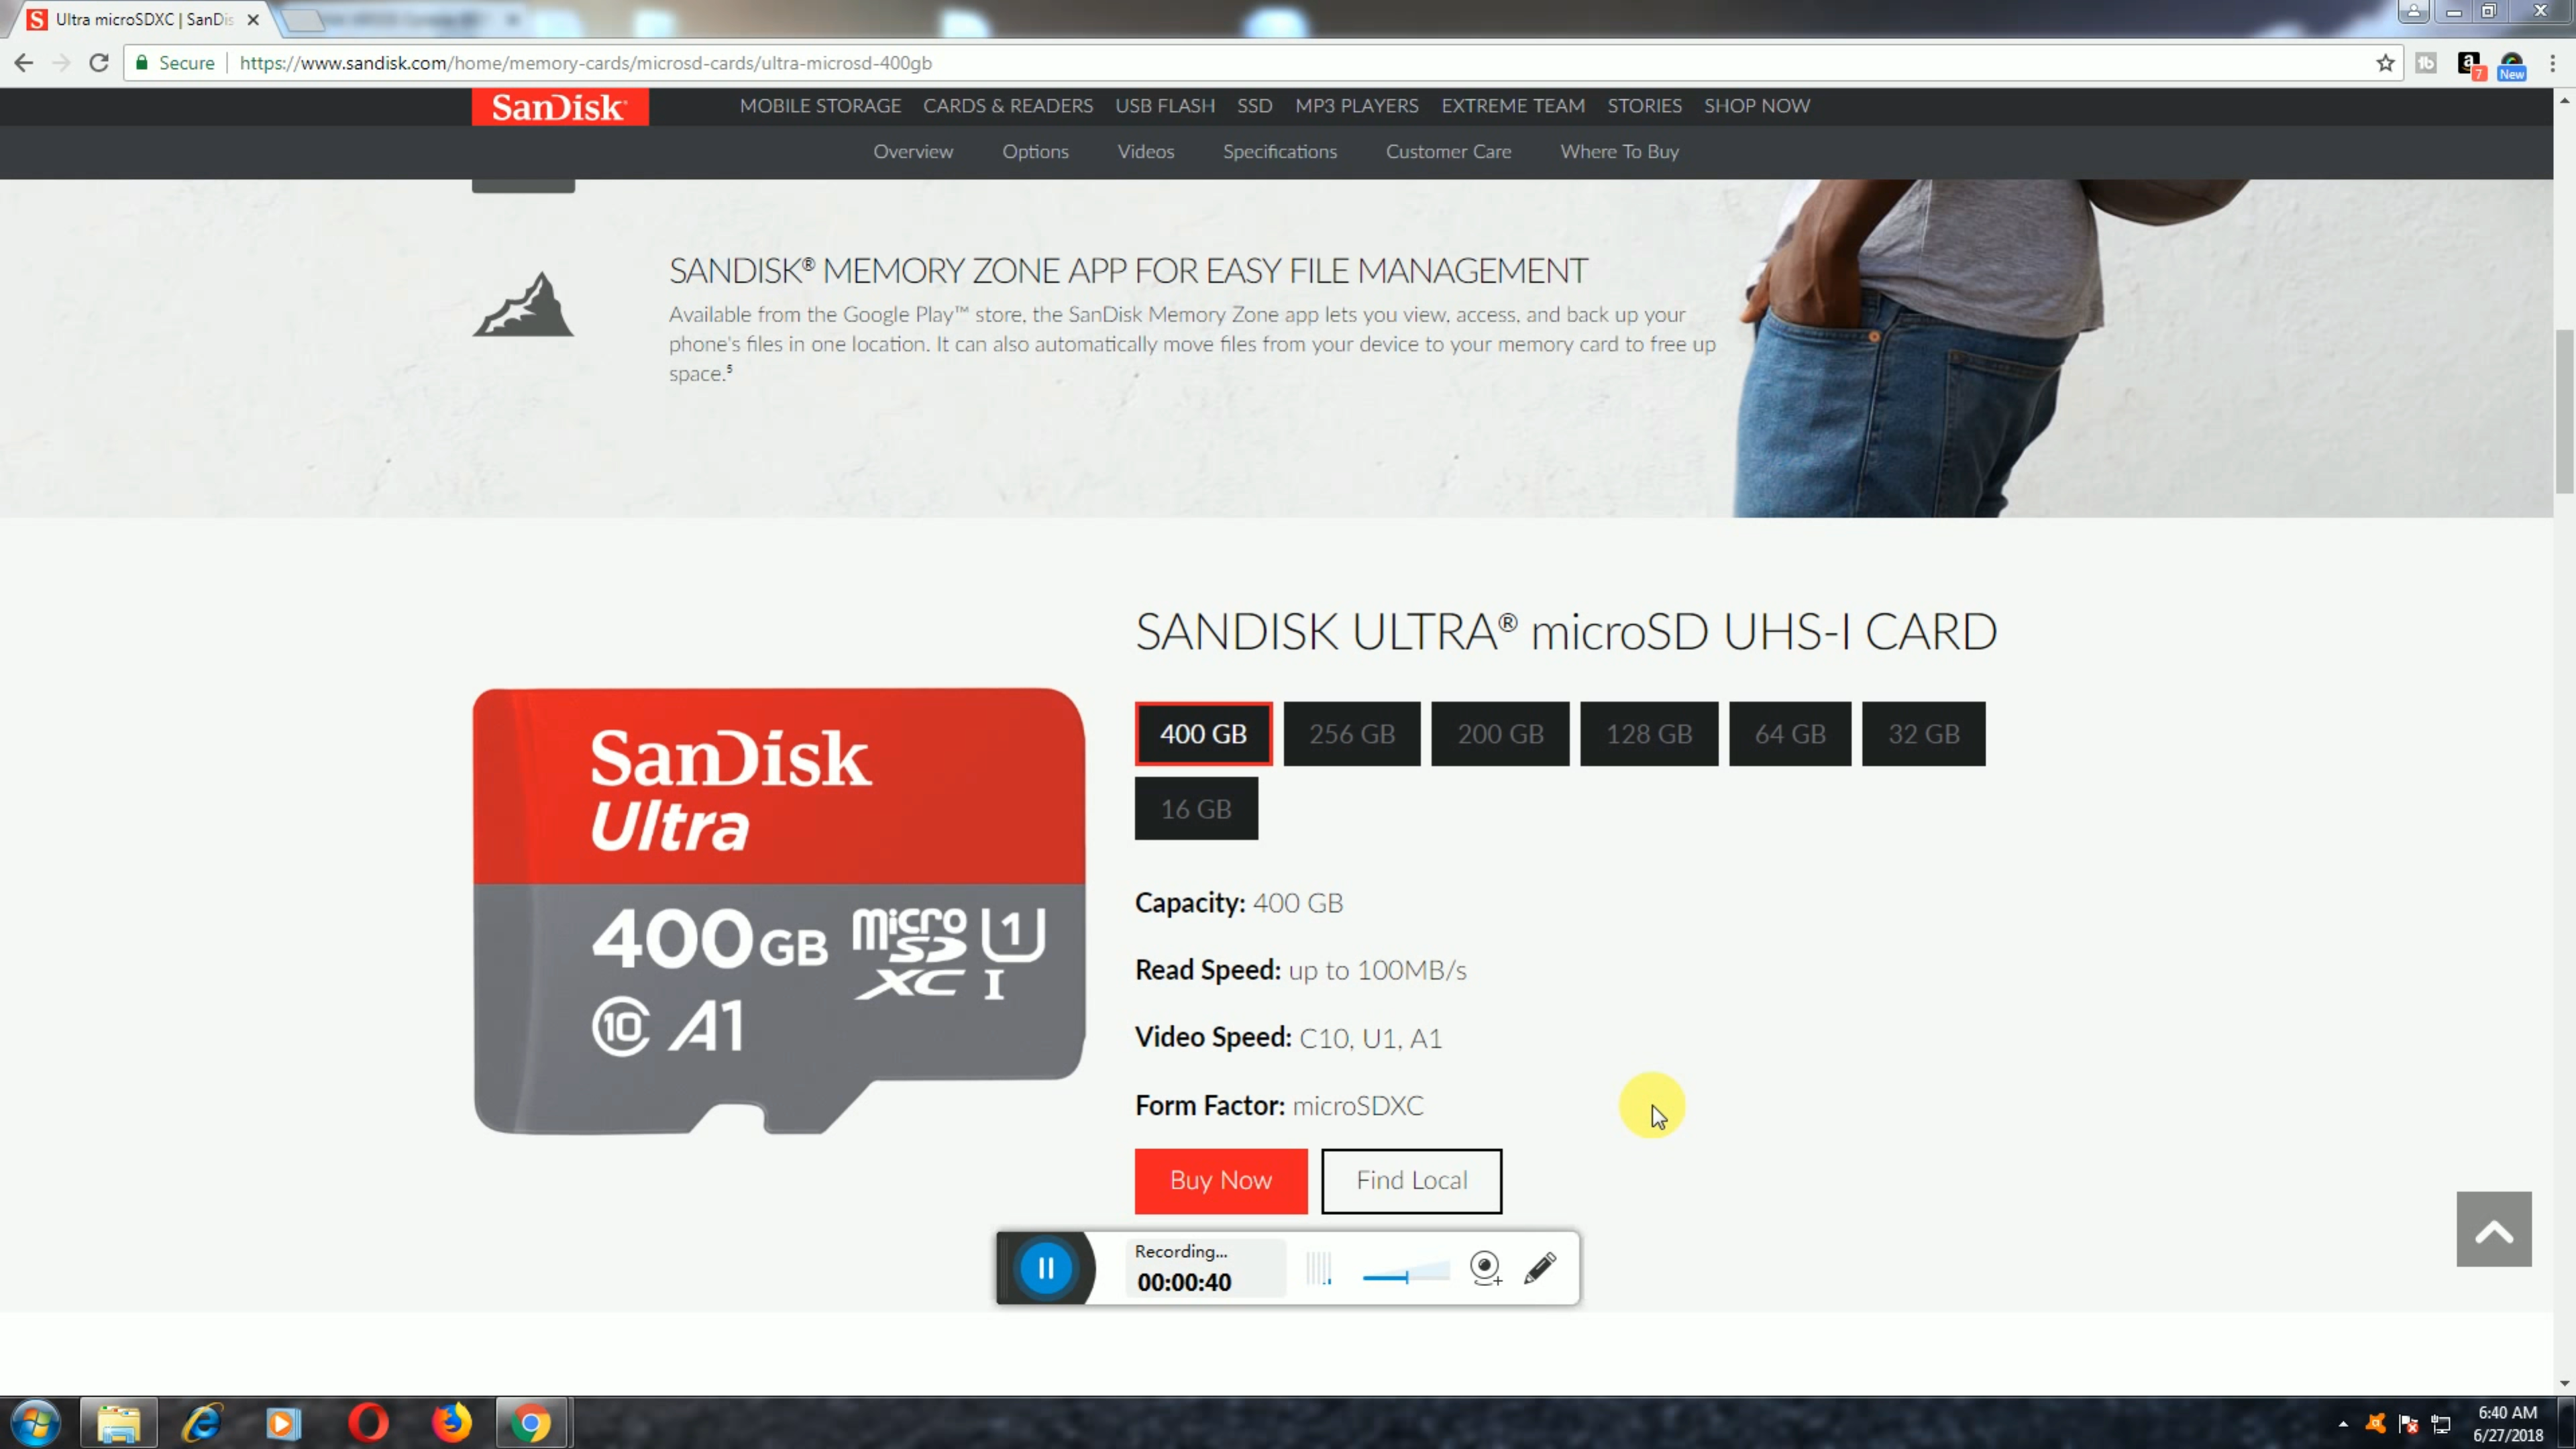 Ultra microSDXC | SanDis
Secure https://www.sandisk.com/home/memory-cards/microsd-cards/ultra-microsd-400gb
7
New
SanDisk
MOBILE STORAGE CARDS & READERS USB FLASH SSD MP3 PLAYERS EXTREME TEAM STORIES SHOP NOW
Overview Options Videos Specifications Customer Care Where To Buy
SANDISK® MEMORY ZONE APP FOR EASY FILE MANAGEMENT
Available from the Google Play™ store, the SanDisk Memory Zone app lets you view, access, and back up your
phone's files in one location. It can also automatically move files from your device to your memory card to free up
space.⁵
SANDISK ULTRA® microSD UHS-I CARD
400 GB 256 GB 200 GB 128 GB 64 GB 32 GB
16 GB
SanDisk
Ultra
400GB micro SD XC I U1
10 A1
Capacity: 400 GB
Read Speed: up to 100MB/s
Video Speed: C10, U1, A1
Form Factor: microSDXC
Buy Now Find Local
Recording...
00:00:40
6:40 AM
6/27/2018